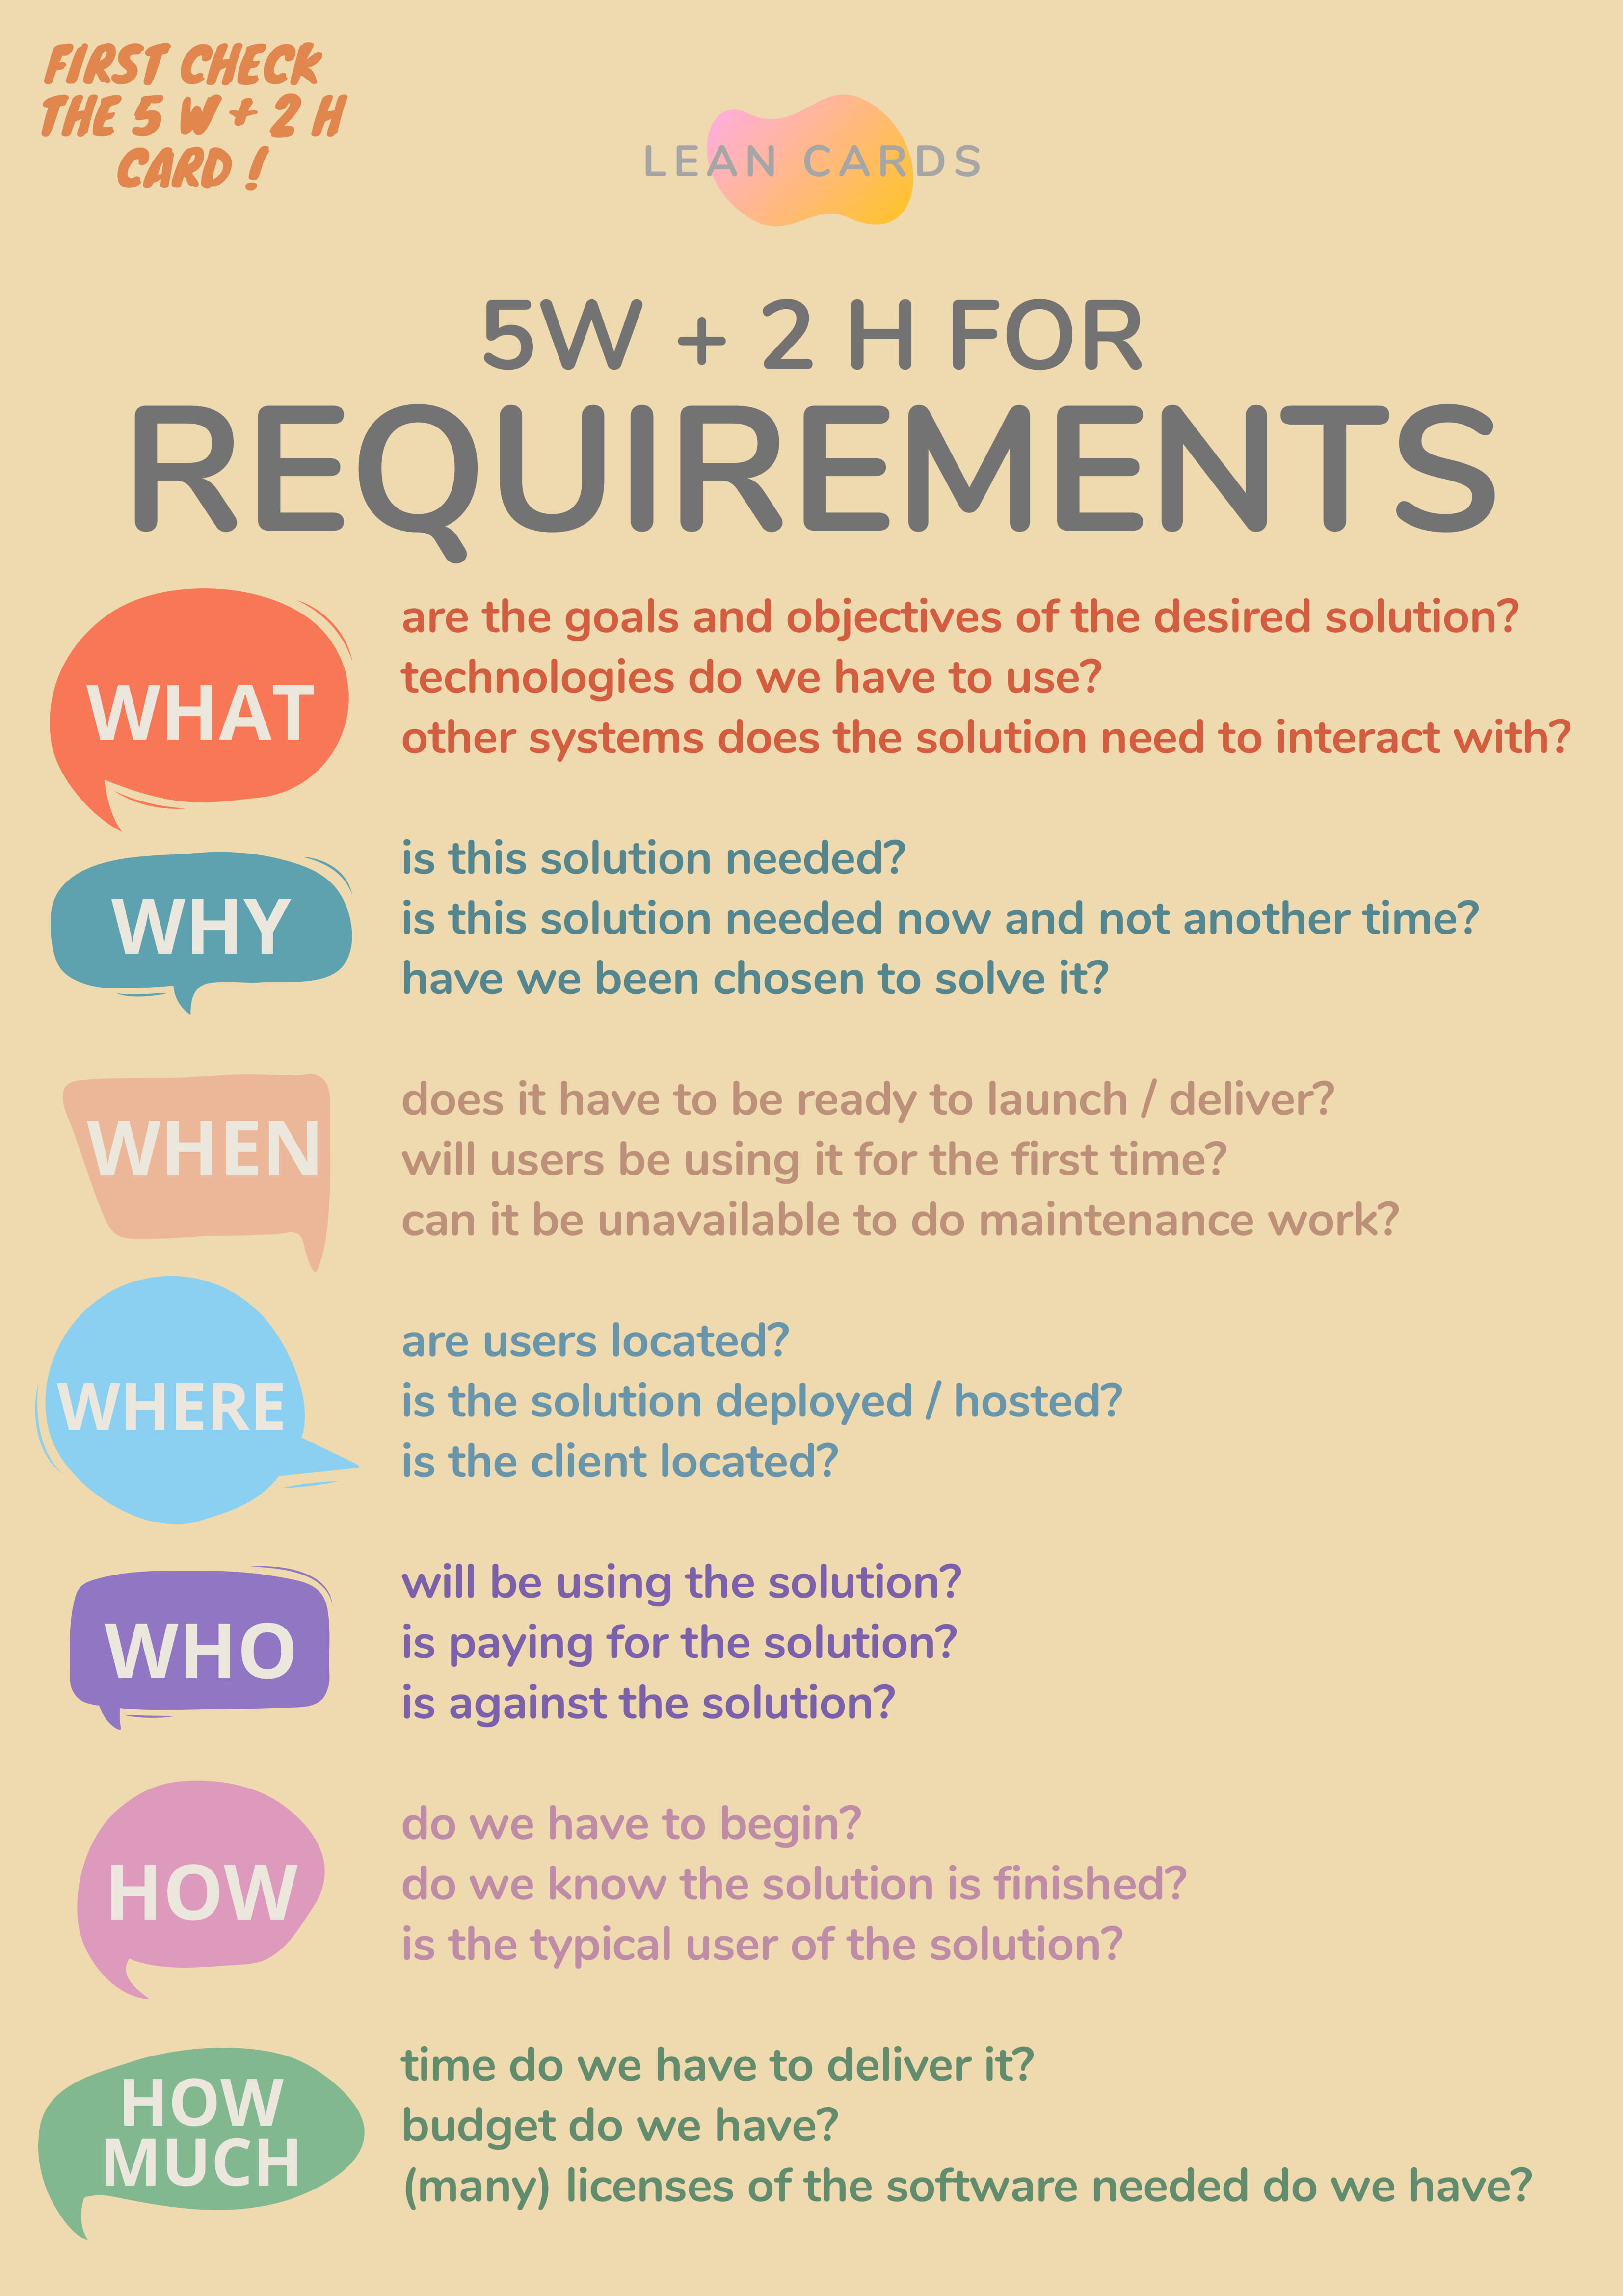 FIRST CHECK
THE 5 W + 2 H
CARD !
LEAN CARDS
5W + 2 H FOR
REQUIREMENTS
WHAT
are the goals and objectives of the desired solution?
technologies do we have to use?
other systems does the solution need to interact with?
WHY
is this solution needed?
is this solution needed now and not another time?
have we been chosen to solve it?
WHEN
does it have to be ready to launch / deliver?
will users be using it for the first time?
can it be unavailable to do maintenance work?
WHERE
are users located?
is the solution deployed / hosted?
is the client located?
WHO
will be using the solution?
is paying for the solution?
is against the solution?
HOW
do we have to begin?
do we know the solution is finished?
is the typical user of the solution?
HOW
MUCH
time do we have to deliver it?
budget do we have?
(many) licenses of the software needed do we have?